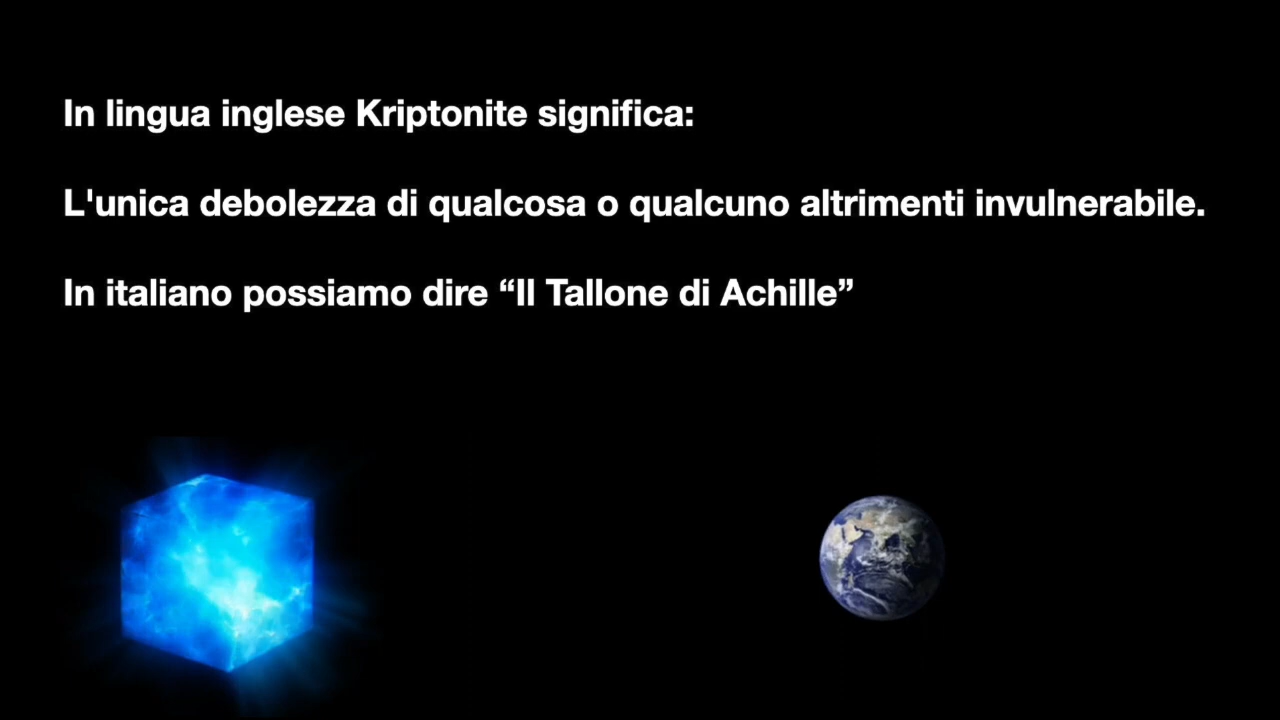 In lingua inglese Kriptonite significa:
L'unica debolezza di qualcosa o qualcuno altrimenti invulnerabile.
In italiano possiamo dire “Il Tallone di Achille”